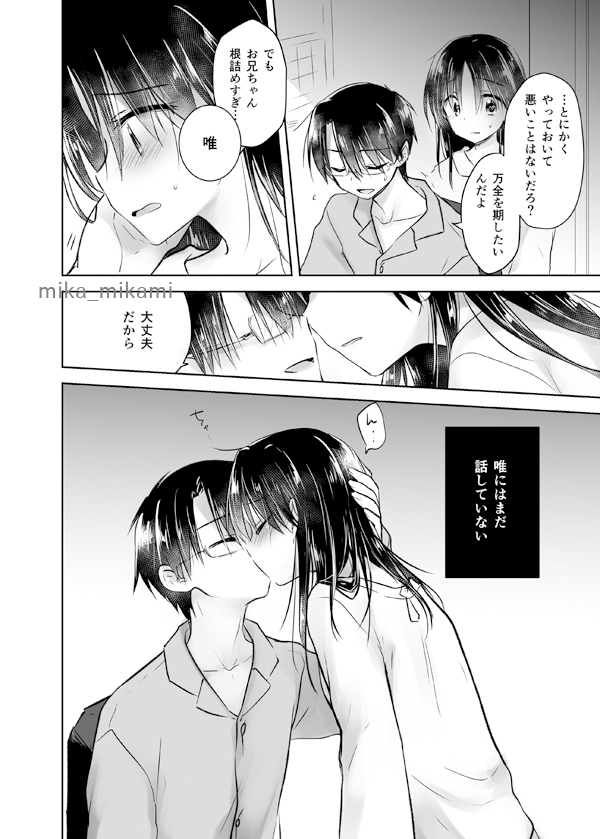 …とにかく
やっておいて
悪いことはないだろ?
万全を期したい
んだよ
でも
お兄ちゃん
根詰めすぎ…
唯
mika_mikami
大丈夫
だから
ん…
ちゅ
唯にはまだ
話していない